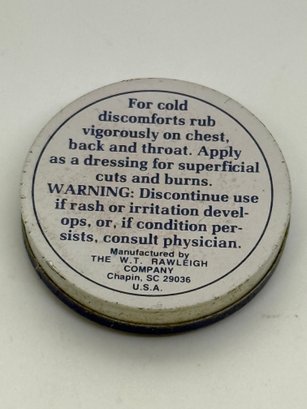 For cold
discomforts rub
vigorously on chest,
back and throat. Apply
as a dressing for superficial
cuts and burns.
WARNING: Discontinue use
if rash or irritation devel-
ops, or, if condition per-
sists, consult physician.
Manufactured by
THE W.T. RAWLEIGH
COMPANY
Chapin, SC 29036
U.S.A.